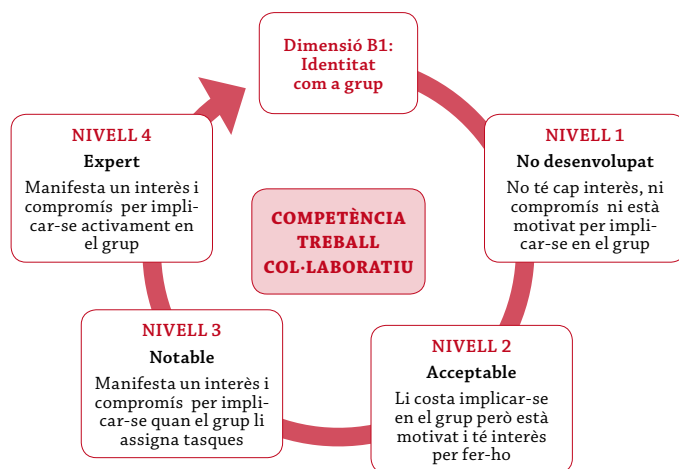 Dimensió B1:
Identitat
com a grup
NIVELL 1
No desenvolupat
No té cap interès, ni
compromís ni està
motivat per impli-
car-se en el grup
NIVELL 2
Acceptable
Li costa implicar-se
en el grup però està
motivat i té interès
per fer-ho
NIVELL 3
Notable
Manifesta un interès i
compromís per impli-
car-se quan el grup li
assigna tasques
NIVELL 4
Expert
Manifesta un interès i
compromís per impli-
car-se activament en
el grup
COMPETÈNCIA
TREBALL
COL·LABORATIU